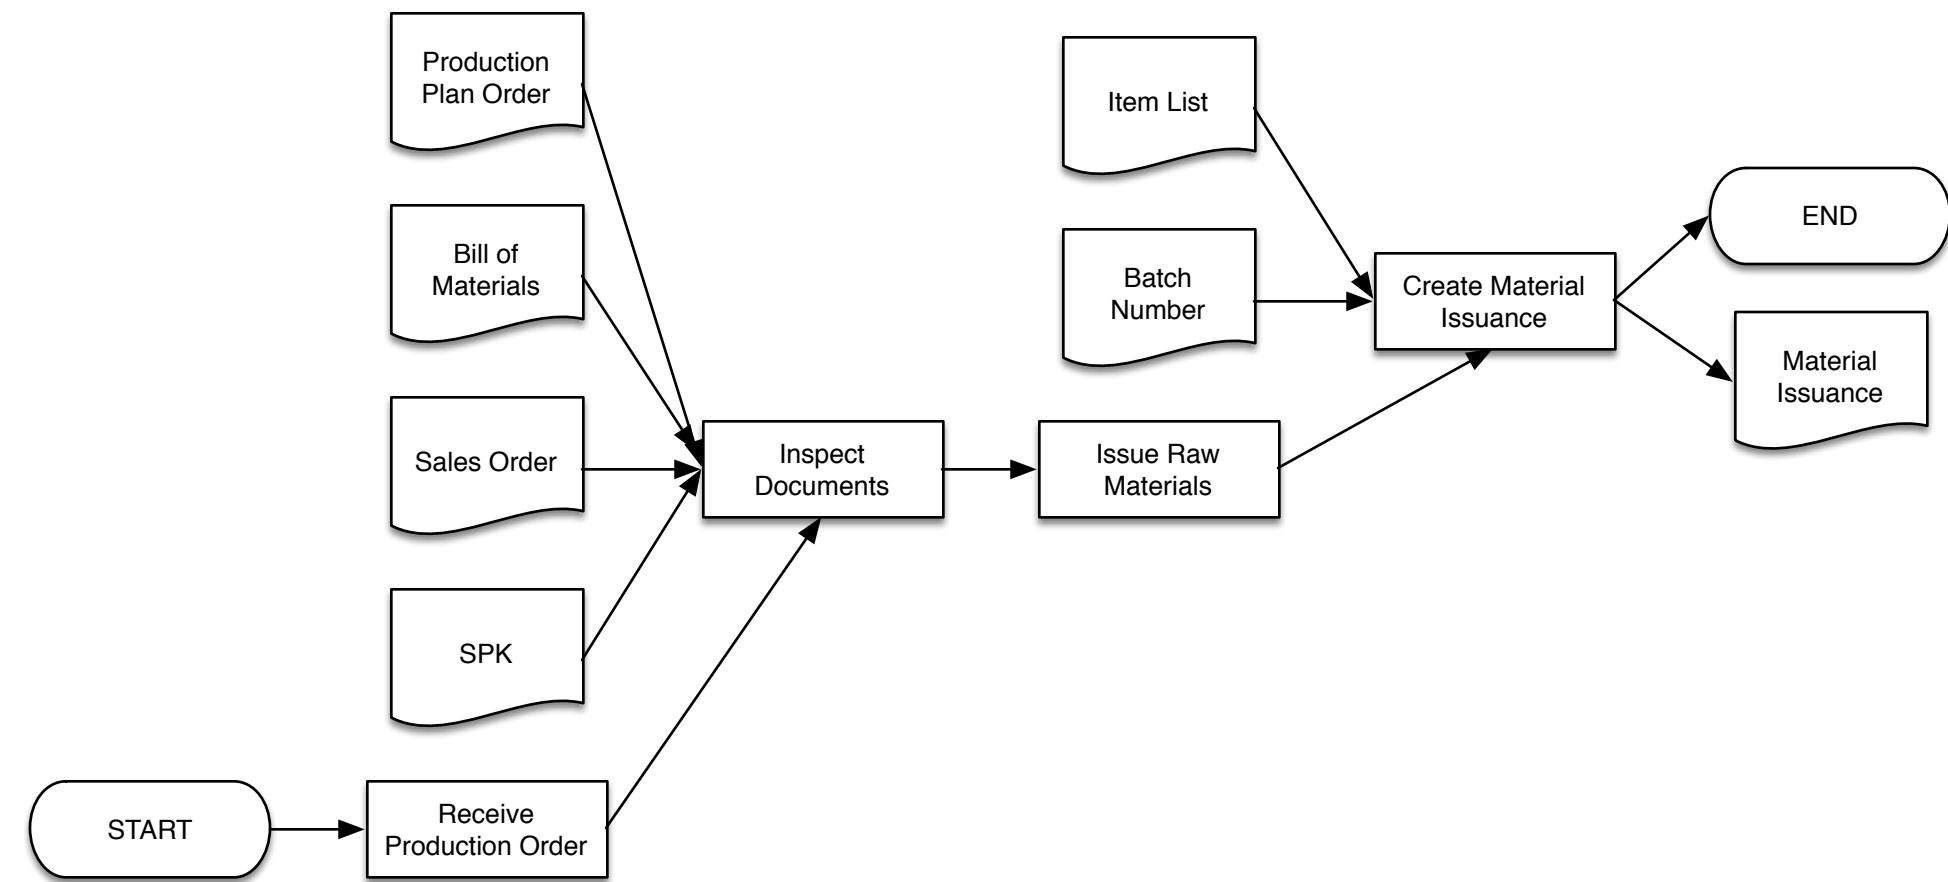 Production
Plan Order
Bill of
Materials
Sales Order
SPK
START
Receive
Production Order
Inspect
Documents
Issue Raw
Materials
Item List
Batch
Number
Create Material
Issuance
END
Material
Issuance